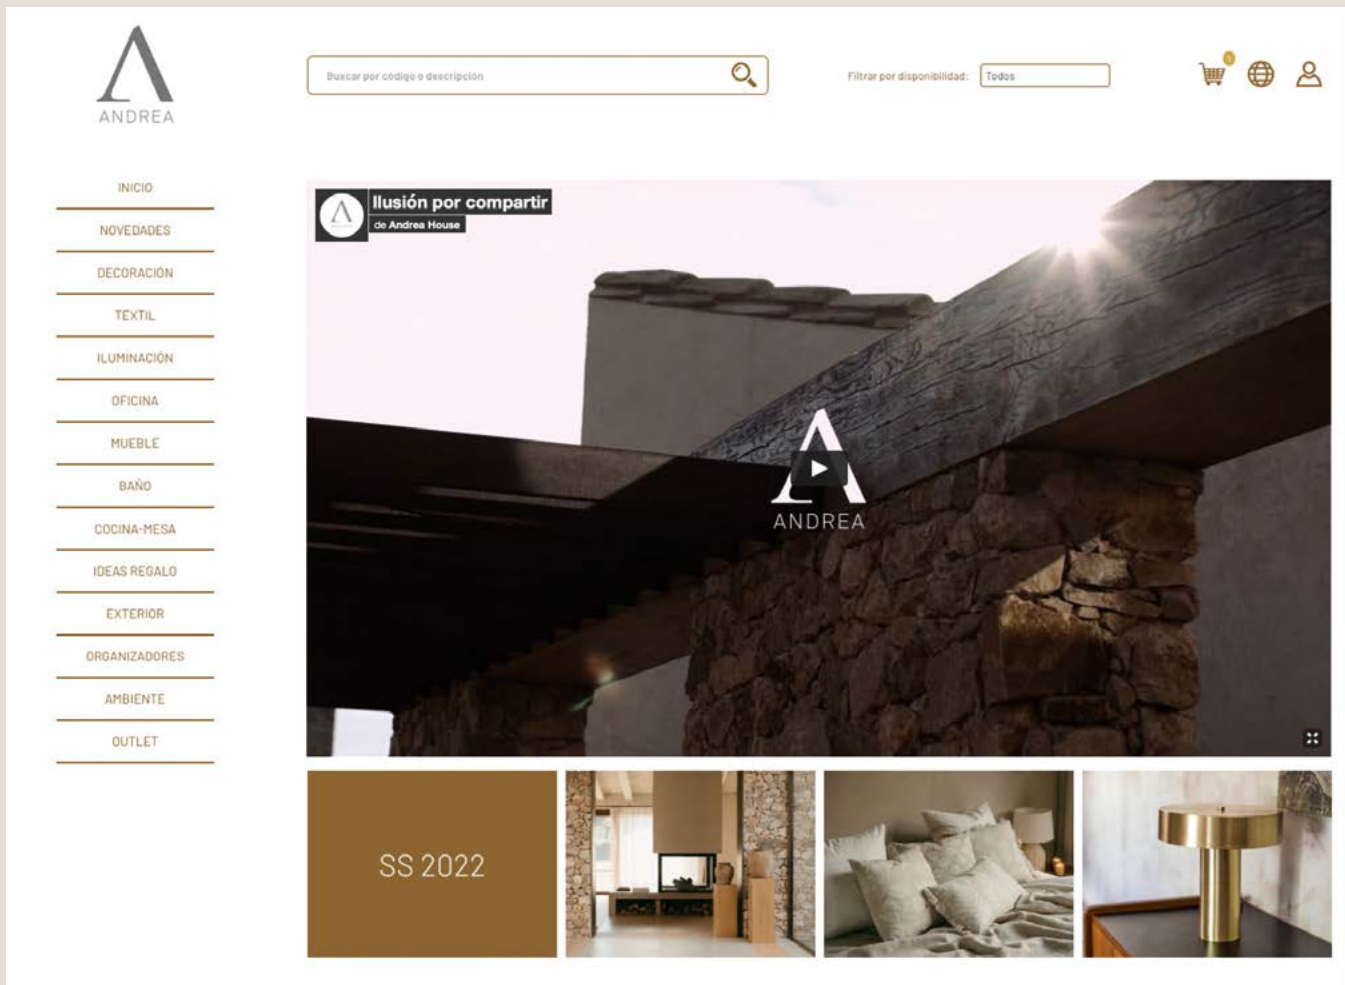 ANDREA
Buscar por código o descripción
Filtrar por disponibilidad:
Todos
1
INICIO
NOVEDADES
DECORACIÓN
TEXTIL
ILUMINACIÓN
OFICINA
MUEBLE
BAÑO
COCINA-MESA
IDEAS REGALO
EXTERIOR
ORGANIZADORES
AMBIENTE
OUTLET
Ilusión por compartir
de Andrea House
ANDREA
SS 2022